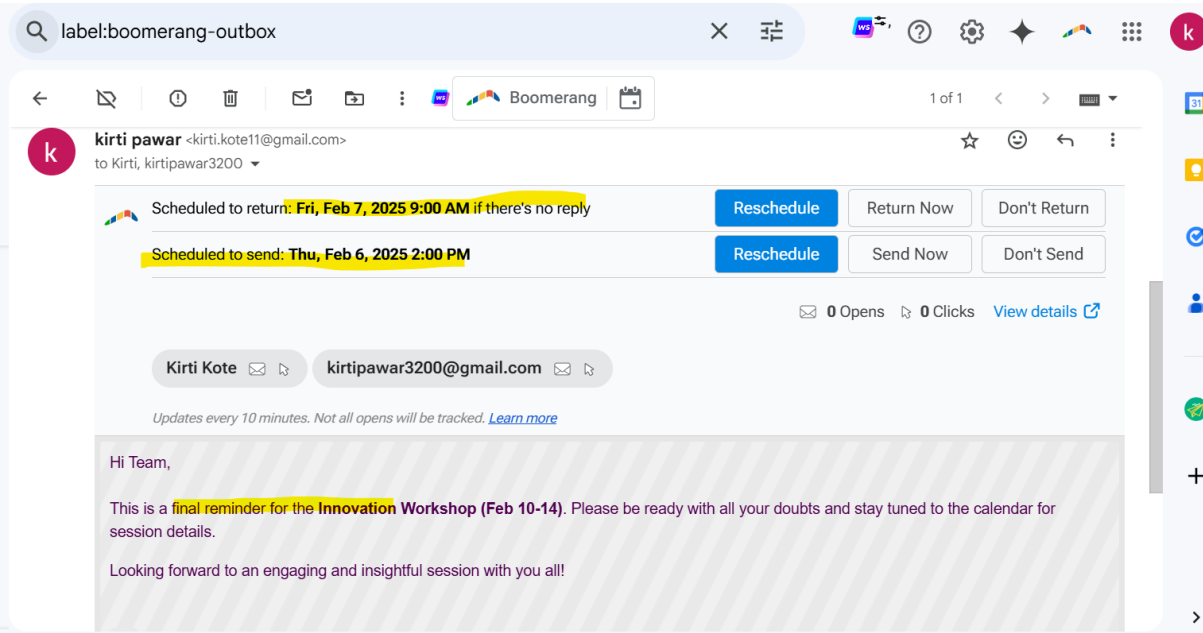 label:boomerang-outbox
ws
k
Boomerang
1 of 1
31
k
kirti pawar <kirti.kote11@gmail.com>
to Kirti, kirtipawar3200
Scheduled to return: Fri, Feb 7, 2025 9:00 AM if there's no reply
Reschedule
Return Now
Don't Return
Scheduled to send: Thu, Feb 6, 2025 2:00 PM
Reschedule
Send Now
Don't Send
0 Opens
0 Clicks
View details
Kirti Kote
kirtipawar3200@gmail.com
Updates every 10 minutes. Not all opens will be tracked. Learn more
Hi Team,
This is a final reminder for the Innovation Workshop (Feb 10-14). Please be ready with all your doubts and stay tuned to the calendar for
session details.
Looking forward to an engaging and insightful session with you all!